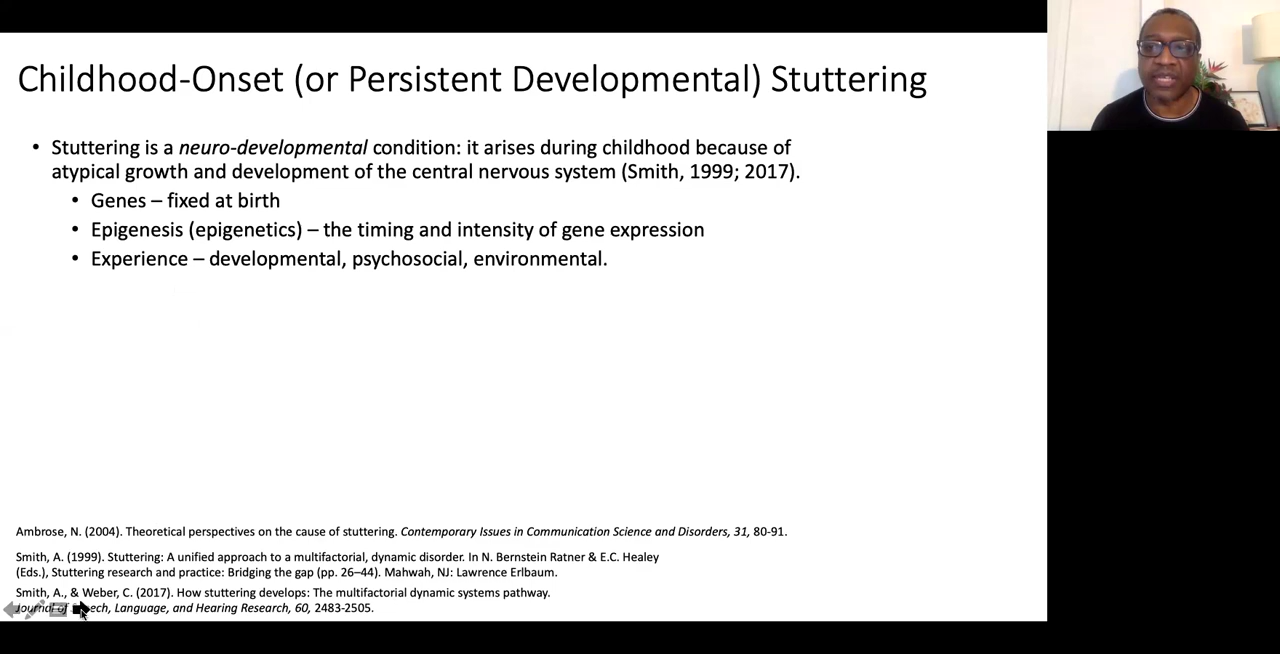 Childhood-Onset (or Persistent Developmental) Stuttering
• Stuttering is a neuro-developmental condition: it arises during childhood because of
atypical growth and development of the central nervous system (Smith, 1999; 2017).
• Genes – fixed at birth
• Epigenesis (epigenetics) – the timing and intensity of gene expression
• Experience – developmental, psychosocial, environmental.
Ambrose, N. (2004). Theoretical perspectives on the cause of stuttering. Contemporary Issues in Communication Science and Disorders, 31, 80-91.
Smith, A. (1999). Stuttering: A unified approach to a multifactorial, dynamic disorder. In N. Bernstein Ratner & E.C. Healey
(Eds.), Stuttering research and practice: Bridging the gap (pp. 26–44). Mahwah, NJ: Lawrence Erlbaum.
Smith, A., & Weber, C. (2017). How stuttering develops: The multifactorial dynamic systems pathway.
Journal of Speech, Language, and Hearing Research, 60, 2483-2505.